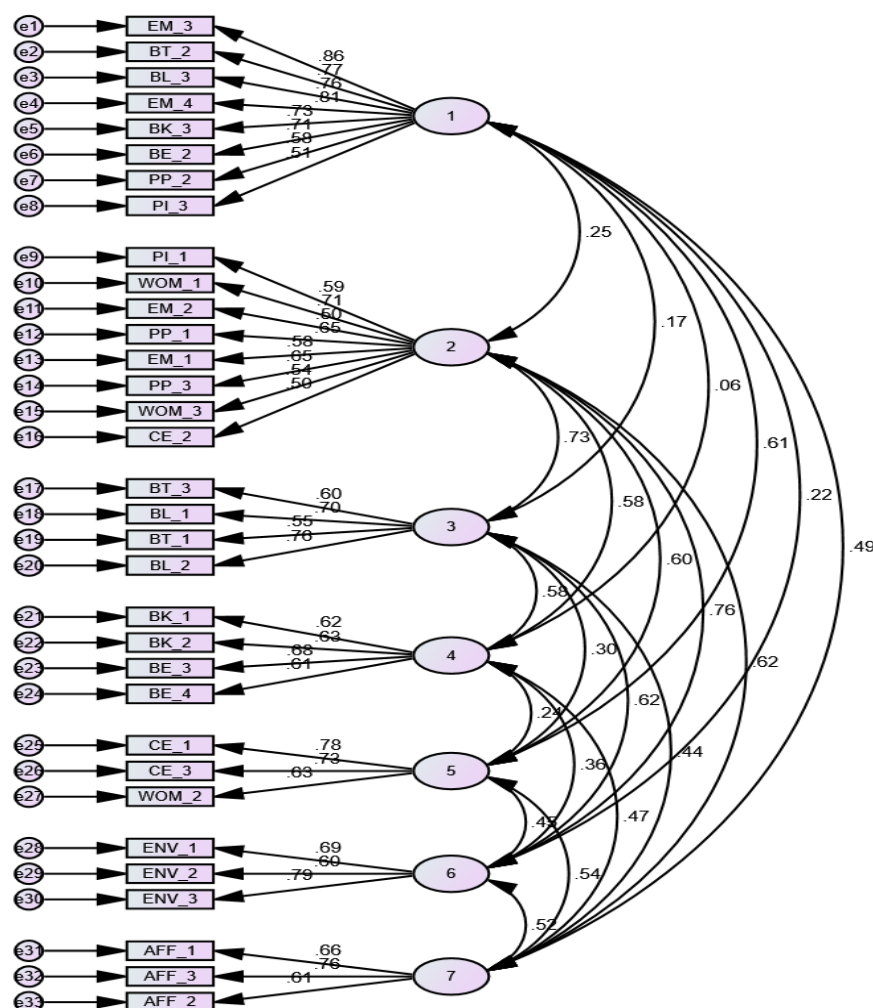 e1 EM_3
e2 BT_2
e3 BL_3
e4 EM_4
e5 BK_3
e6 BE_2
e7 PP_2
e8 PI_3
.86
.77
.76
.81
.73
.71
.58
.51
1
e9 PI_1
e10 WOM_1
e11 EM_2
e12 PP_1
e13 EM_1
e14 PP_3
e15 WOM_3
e16 CE_2
.59
.71
.50
.65
.58
.65
.54
.50
2
e17 BT_3
e18 BL_1
e19 BT_1
e20 BL_2
.60
.70
.55
.76
3
e21 BK_1
e22 BK_2
e23 BE_3
e24 BE_4
.62
.63
.68
.61
4
e25 CE_1
e26 CE_3
e27 WOM_2
.78
.73
.63
5
e28 ENV_1
e29 ENV_2
e30 ENV_3
.69
.60
.79
6
e31 AFF_1
e32 AFF_3
e33 AFF_2
.66
.76
.61
7
.25
.17
.06
.61
.22
.49
.73
.58
.60
.76
.62
.58
.30
.62
.44
.24
.36
.47
.45
.54
.52